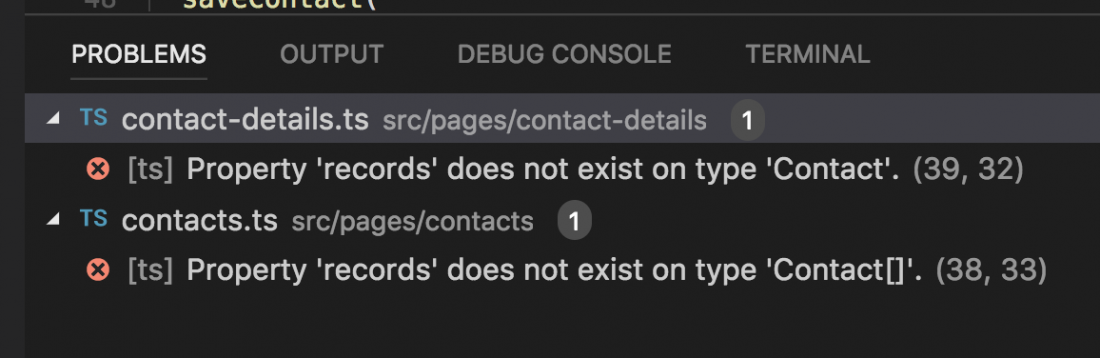 48 saveContact(
PROBLEMS OUTPUT DEBUG CONSOLE TERMINAL
TS contact-details.ts src/pages/contact-details 1
[ts] Property 'records' does not exist on type 'Contact'. (39, 32)
TS contacts.ts src/pages/contacts 1
[ts] Property 'records' does not exist on type 'Contact[]'. (38, 33)